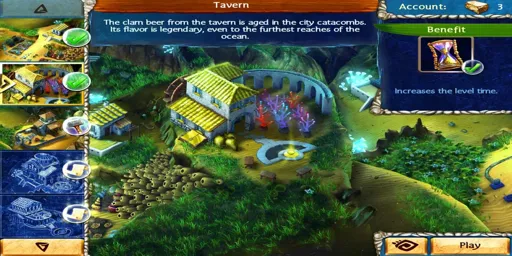 Tavern
The clam beer from the tavern is aged in the city catacombs.
Its flavor is legendary, even to the furthest reaches of the
ocean.
Account: 3
Benefit
Increases the level time.
Play